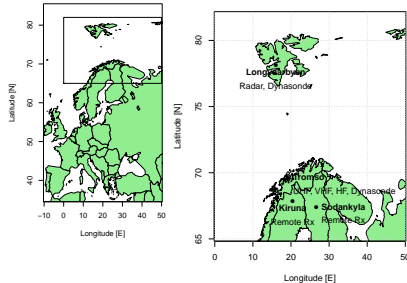 80
70
60
50
40
Latitude [N]
−10
0
10
20
30
40
50
Longitude [E]
80
75
70
65
Latitude [N]
Longyearbyen
Radar, Dynasonde
Tromso
UHF, VHF, HF, Dynasonde
Kiruna
Remote Rx
Sodankyla
Remote Rx
0
10
20
30
40
50
Longitude [E]